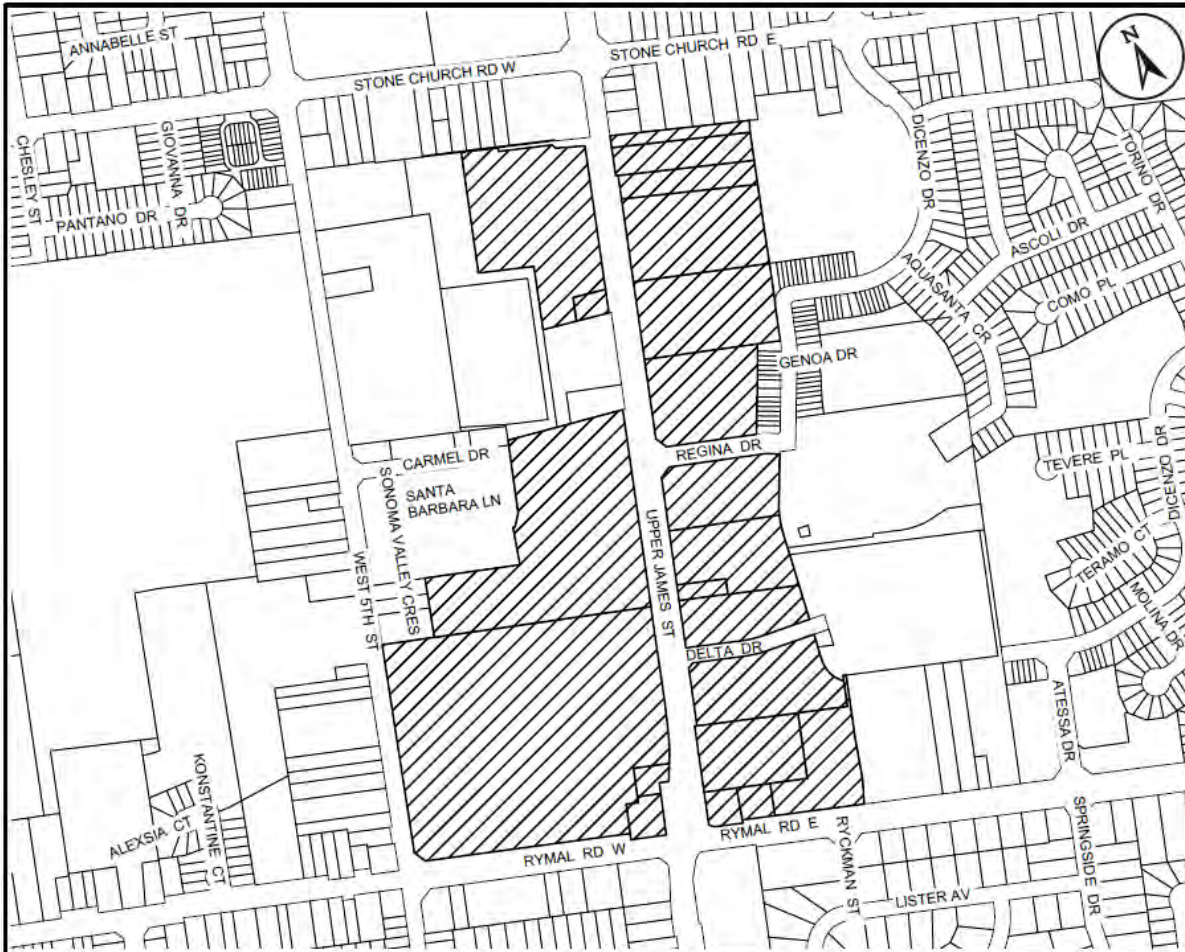 ANNABELLE ST
STONE CHURCH RD E
STONE CHURCH RD W
N
CHESLEY ST
GIOVANNA DR
PANTANO DR
DICENZO DR
TORINO DR
ASCOLI DR
AQUASANTA CR
COMO PL
GENOA DR
REGINA DR
CARMEL DR
SONOMA VALLEY CRES
SANTA
BARBARA LN
TEVERE PL
DICENZO DR
TERAMO CT
MOLINA DR
WEST 5TH ST
UPPER JAMES ST
DELTA DR
ATESSA DR
KONSTANTINE CT
ALEXSIA CT
RYMAL RD W
RYMAL RD E
RYCKMAN ST
SPRINGSIDE DR
LISTER AV